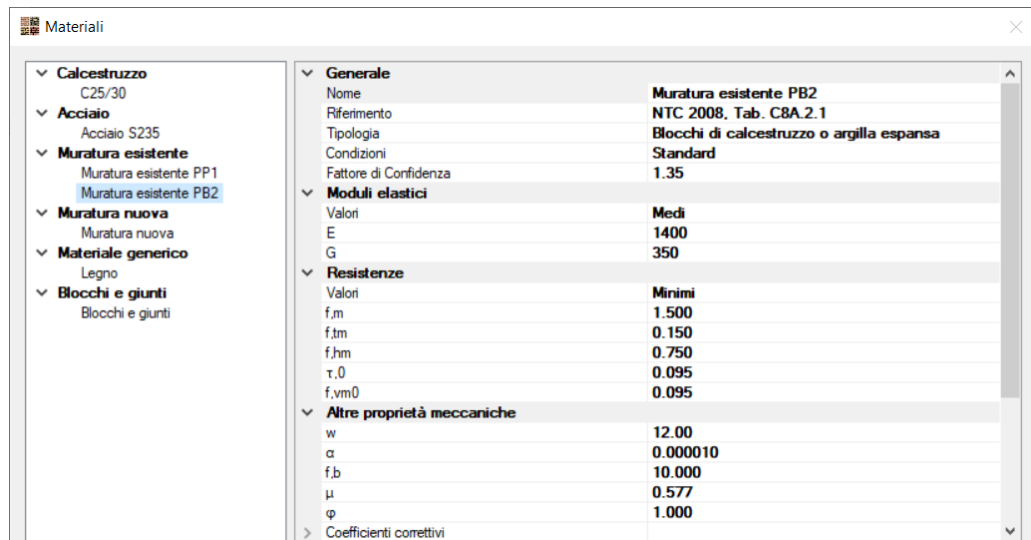 Materiali
Calcestruzzo
C25/30
Acciaio
Acciaio S235
Muratura esistente
Muratura esistente PP1
Muratura esistente PB2
Muratura nuova
Muratura nuova
Materiale generico
Legno
Blocchi e giunti
Blocchi e giunti
Generale
Nome Muratura esistente PB2
Riferimento NTC 2008, Tab. C8A.2.1
Tipologia Blocchi di calcestruzzo o argilla espansa
Condizioni Standard
Fattore di Confidenza 1.35
Moduli elastici
Valori Medi
E 1400
G 350
Resistenze
Valori Minimi
f,m 1.500
f,tm 0.150
f,hm 0.750
τ,0 0.095
f,vm0 0.095
Altre proprietà meccaniche
w 12.00
α 0.000010
f,b 10.000
μ 0.577
φ 1.000
Coefficienti correttivi